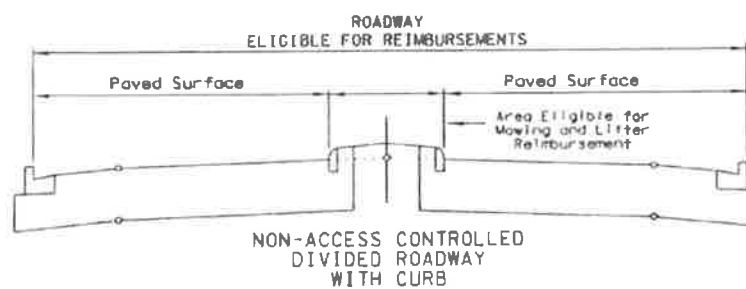 ROADWAY
ELIGIBLE FOR REIMBURSEMENTS
Paved Surface
Paved Surface
Area Eligible for
Mowing and Litter
Reimbursement
NON-ACCESS CONTROLLED
DIVIDED ROADWAY
WITH CURB